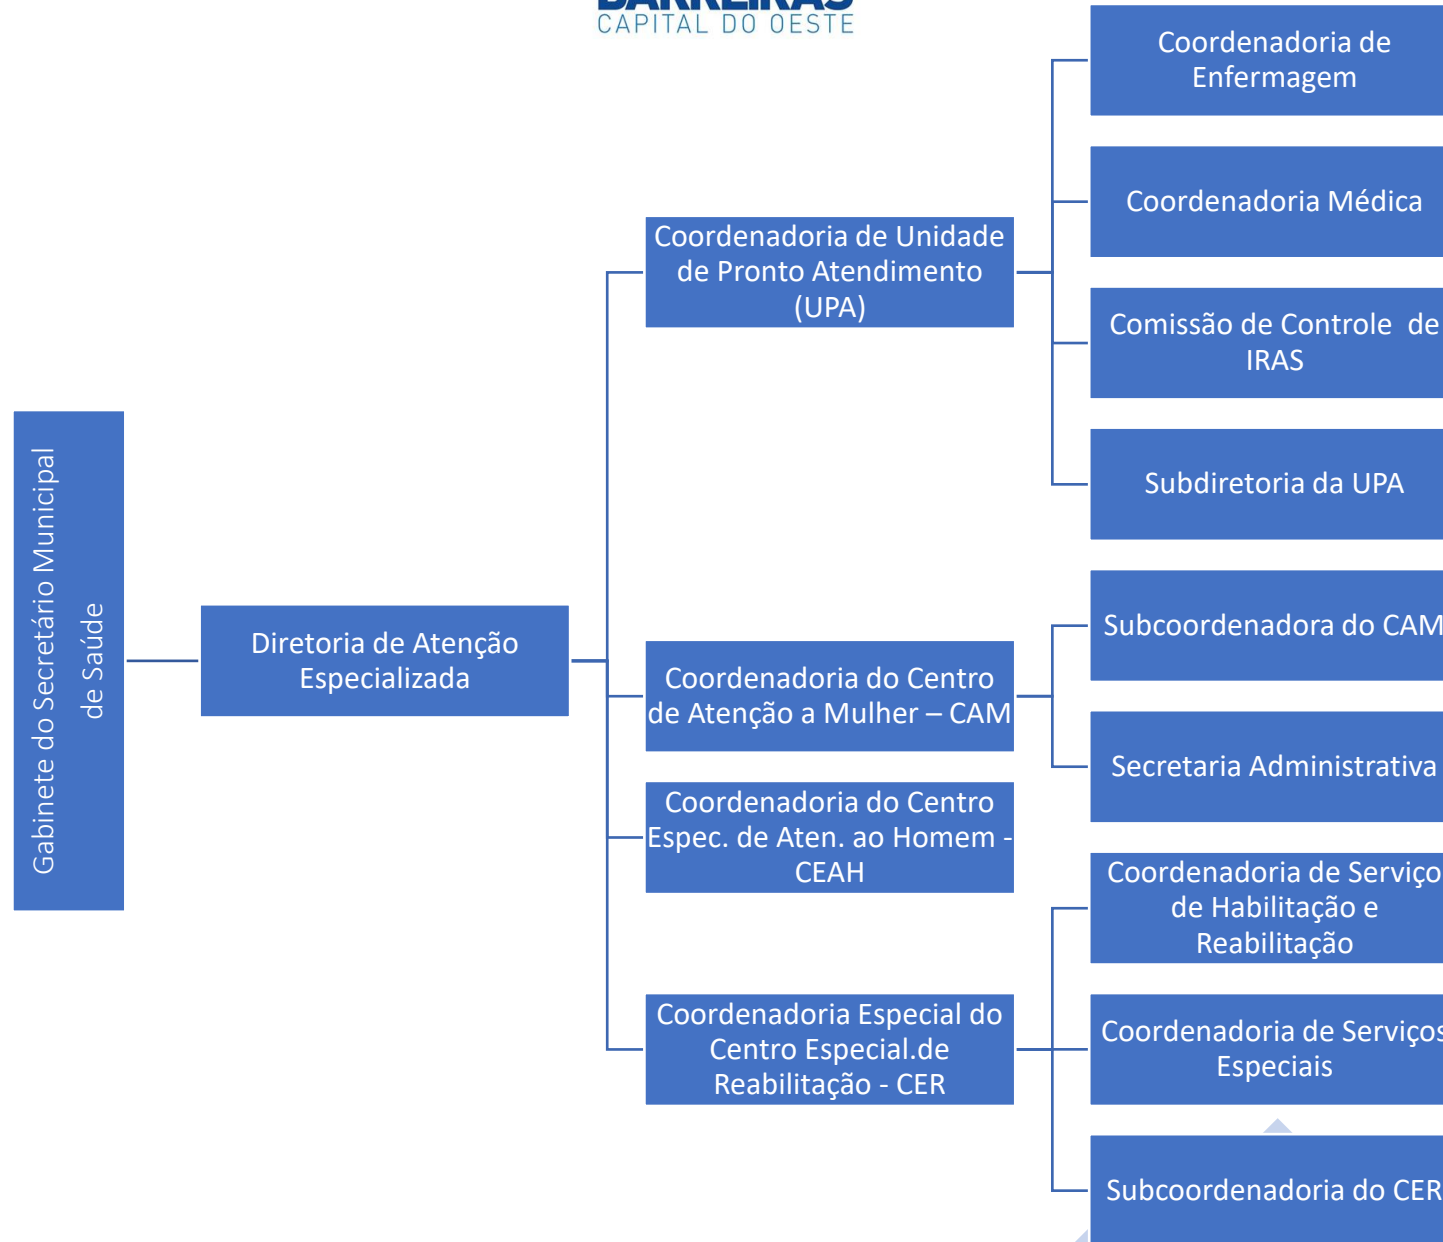 BARREIRAS
CAPITAL DO OESTE
Gabinete do Secretário Municipal
de Saúde
Diretoria de Atenção
Especializada
Coordenadoria de Unidade
de Pronto Atendimento
(UPA)
Coordenadoria de
Enfermagem
Coordenadoria Médica
Comissão de Controle  de
IRAS
Subdiretoria da UPA
Coordenadoria do Centro
de Atenção a Mulher – CAM
Subcoordenadora do CAM
Secretaria Administrativa
Coordenadoria do Centro
Espec. de Aten. ao Homem -
CEAH
Coordenadoria Especial do
Centro Especial.de
Reabilitação - CER
Coordenadoria de Serviço
de Habilitação e
Reabilitação
Coordenadoria de Serviços
Especiais
Subcoordenadoria do CER